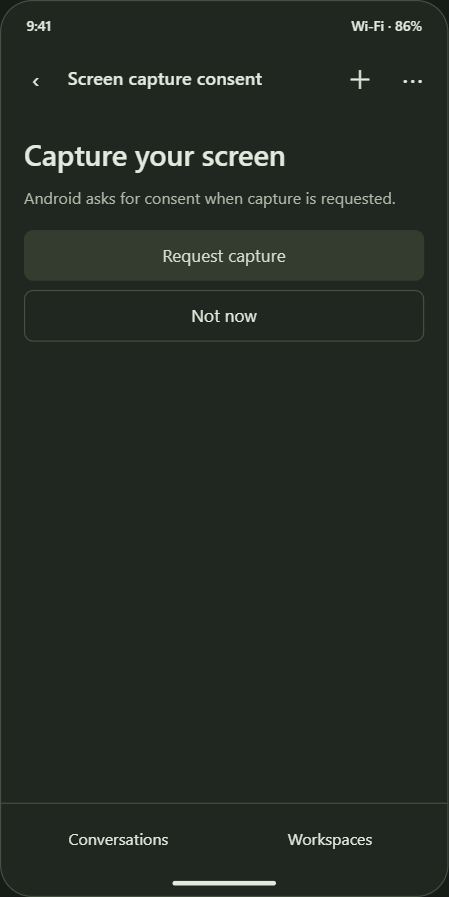 9:41
Wi-Fi · 86%
‹ Screen capture consent + ...
Capture your screen
Android asks for consent when capture is requested.
Request capture
Not now
Conversations
Workspaces